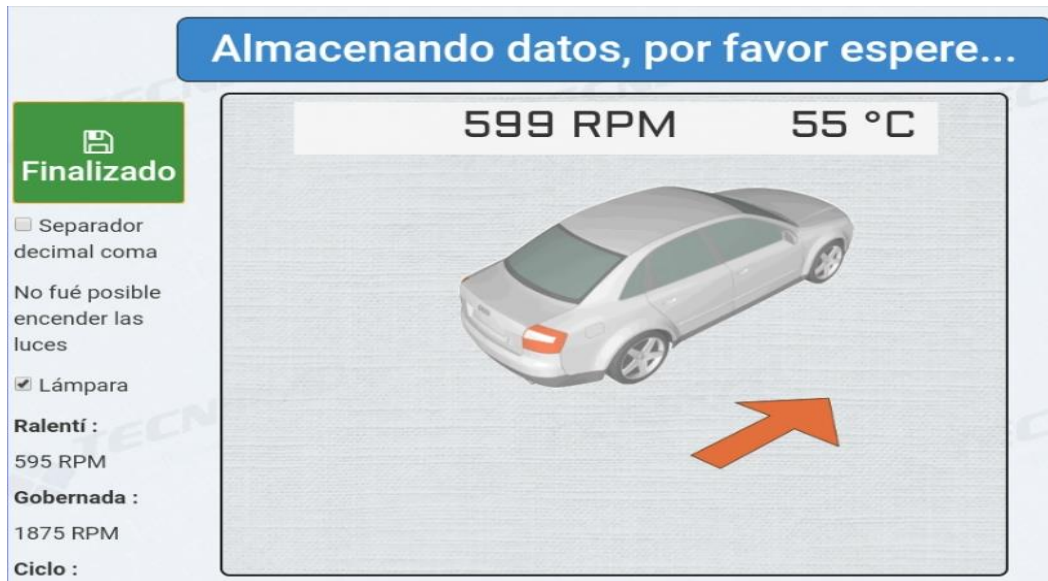 Almacenando datos, por favor espere...
599 RPM 55 °C
Finalizado
Separador
decimal coma
No fué posible
encender las
luces
Lámpara
Ralentí :
595 RPM
Gobernada :
1875 RPM
Ciclo :